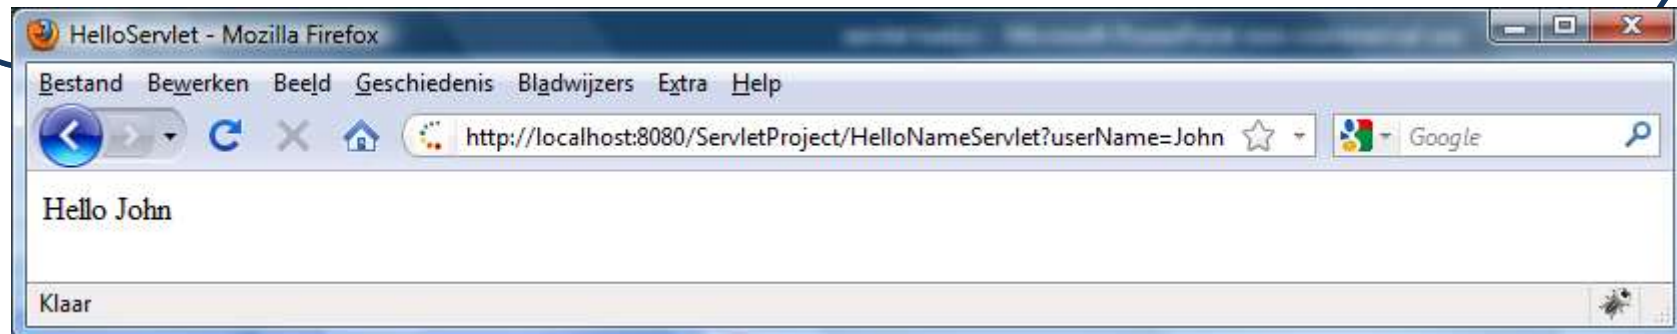 HelloServlet - Mozilla Firefox
Bestand Bewerken Beeld Geschiedenis Bladwijzers Extra Help
http://localhost:8080/ServletProject/HelloNameServlet?userName=John Google
Hello John
Klaar